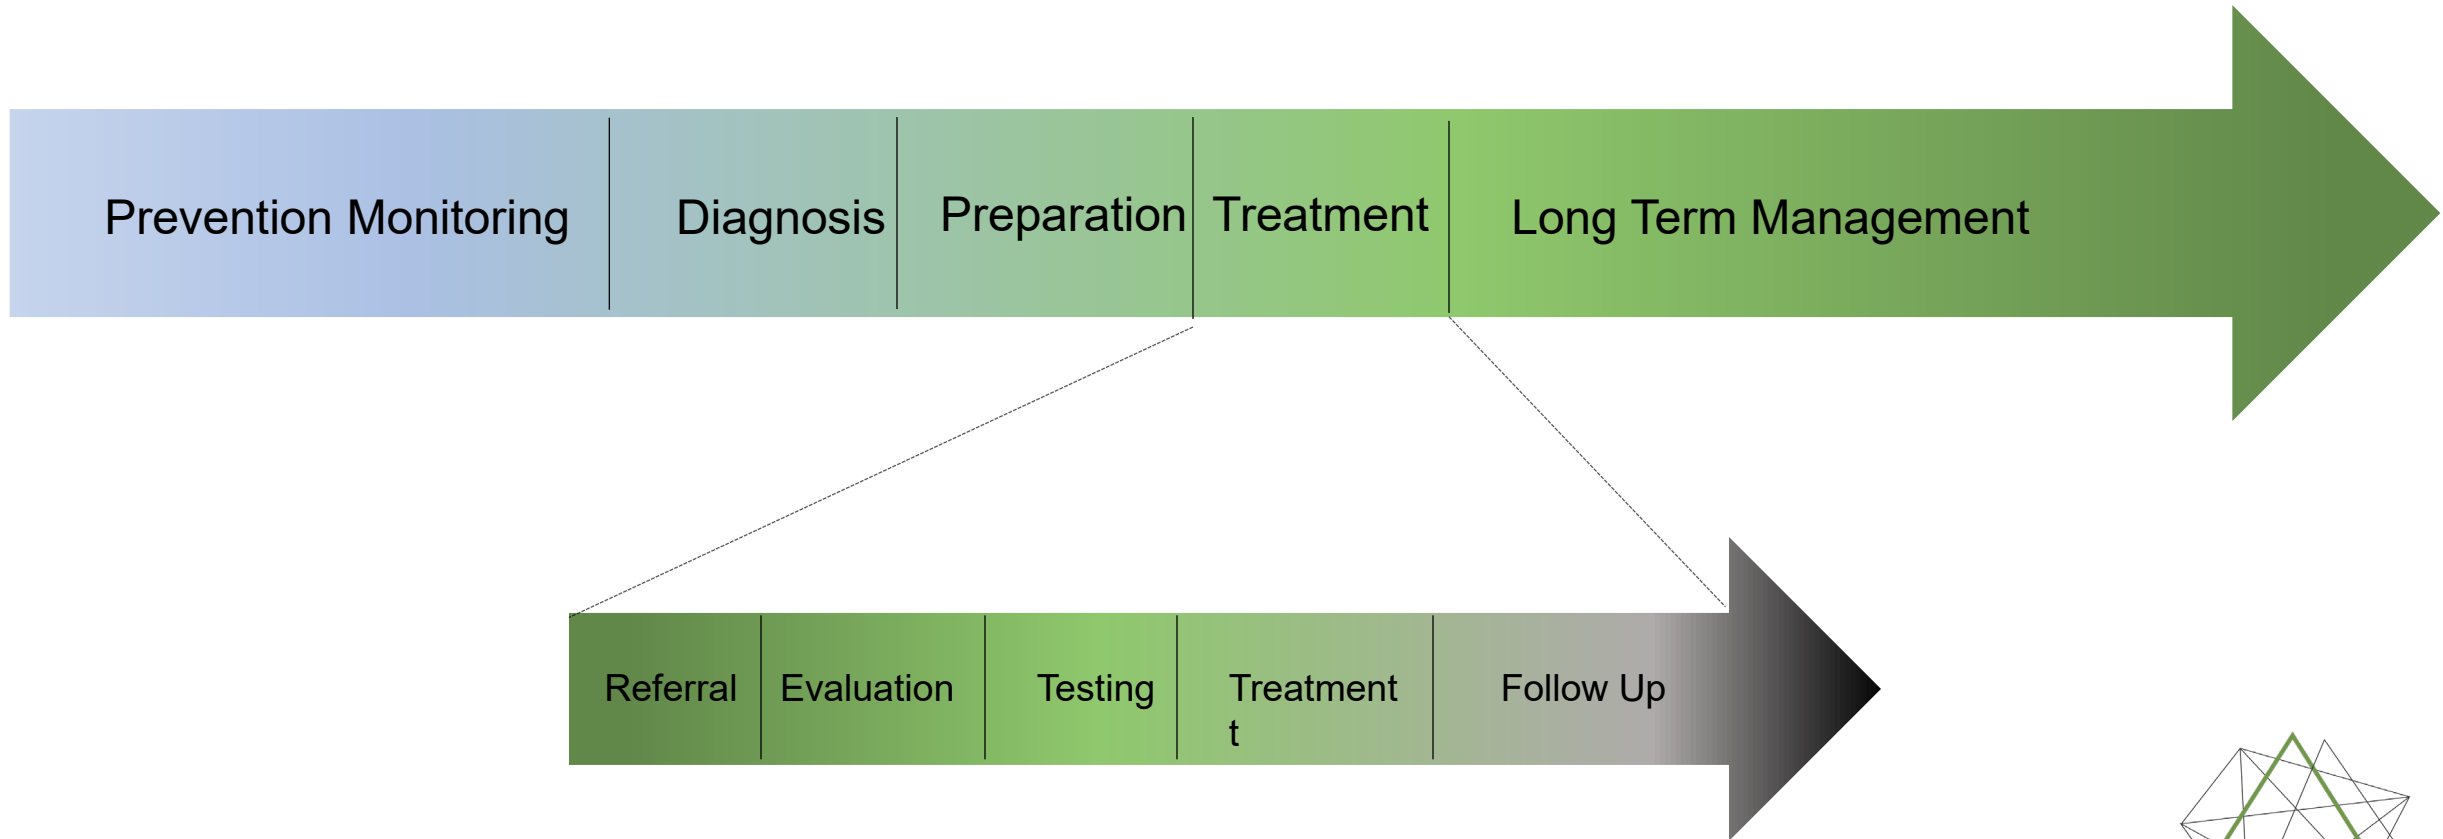 Prevention Monitoring
Diagnosis
Preparation
Treatment
Long Term Management
Referral
Evaluation
Testing
Treatment
t
Follow Up